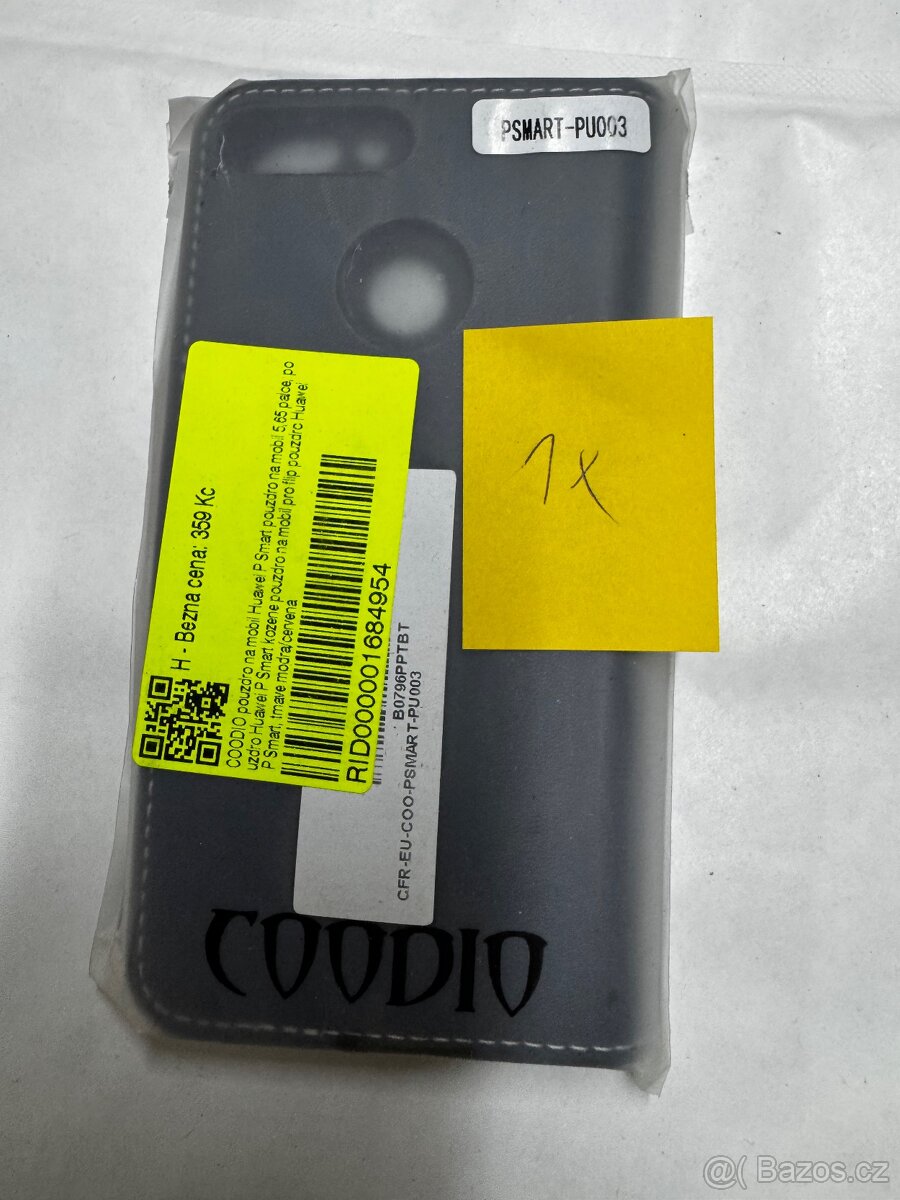 PSMART-PU003
1x
H - Bezna cena: 359 Kc
COODIO pouzdro na mobil Huawei P Smart pouzdro na mobil 5,65 palce, po
uzdro Huawei P Smart kozene pouzdro na mobil pro flip pouzdro Huawei
P Smart, tmave modra/cervena
RID00001684954
B0796PPTBT
CFR-EU-COO-PSMART-PU003
COODIO
@( Bazos.cz